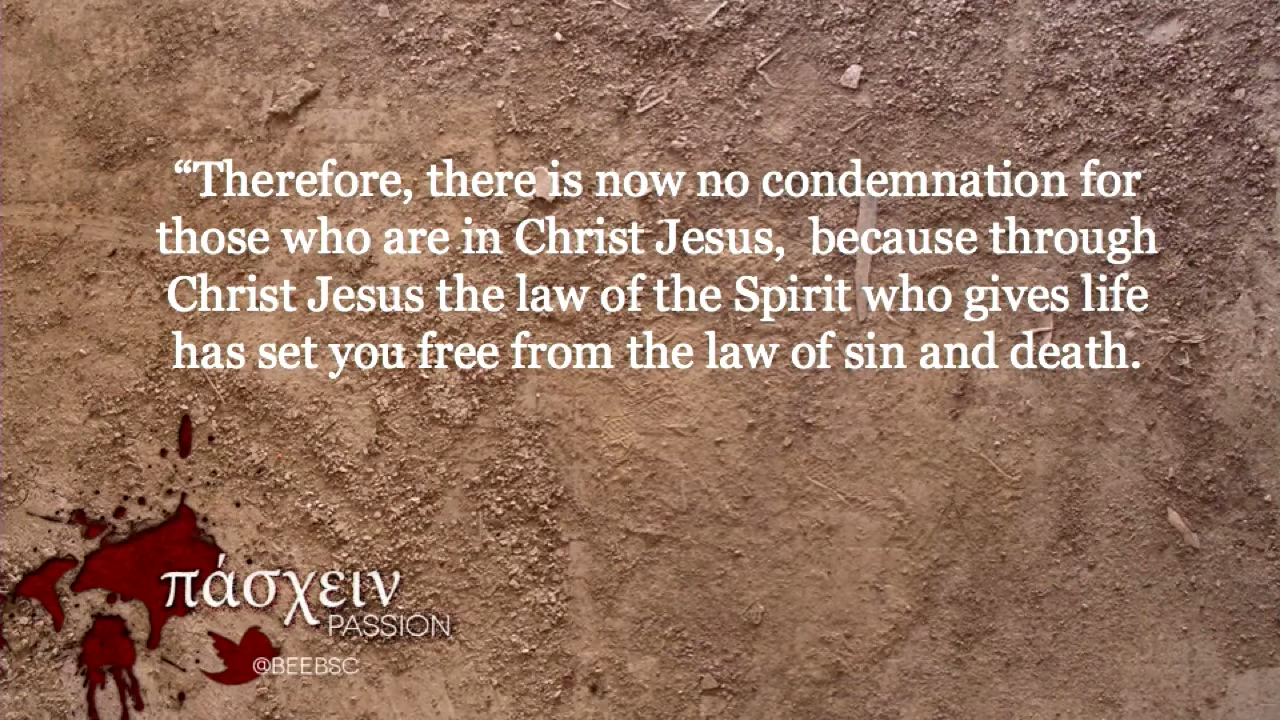 “Therefore, there is now no condemnation for
those who are in Christ Jesus,  because through
Christ Jesus the law of the Spirit who gives life
has set you free from the law of sin and death.
πάσχειν
PASSION
@BEEBSC